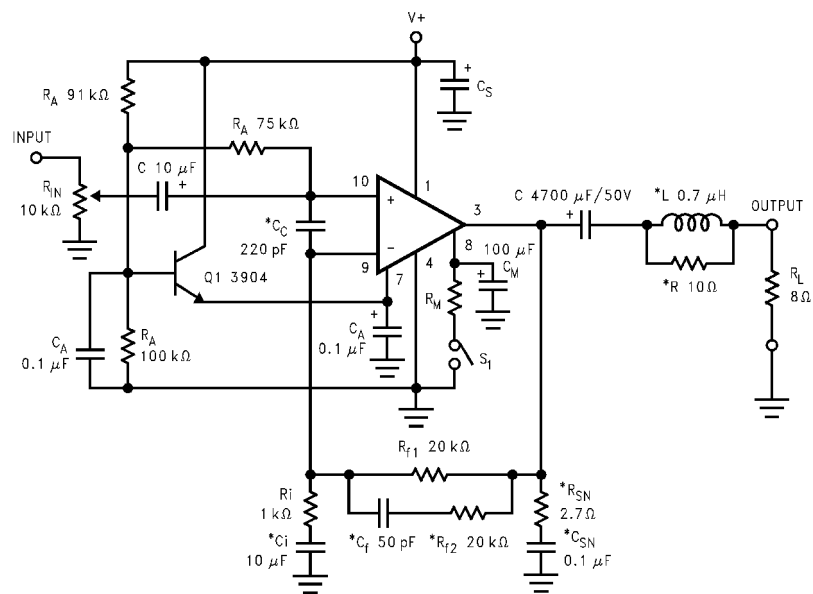 V+
+
C_S
R_A 91 kΩ
R_A 75 kΩ
INPUT
C 10 μF
+
R_IN
10 kΩ
10
+
1
*C_C
220 pF
−
9
7
4
3
8
C 4700 μF/50V
+
*L 0.7 μH
OUTPUT
*R 10Ω
R_L
8Ω
100 μF
C_M
+
R_M
S_1
Q1 3904
+
C_A
0.1 μF
C_A
0.1 μF
R_A
100 kΩ
R_f1 20 kΩ
Ri
1 kΩ
*Ci
10 μF
*C_f 50 pF
*R_f2 20 kΩ
*R_SN
2.7Ω
*C_SN
0.1 μF